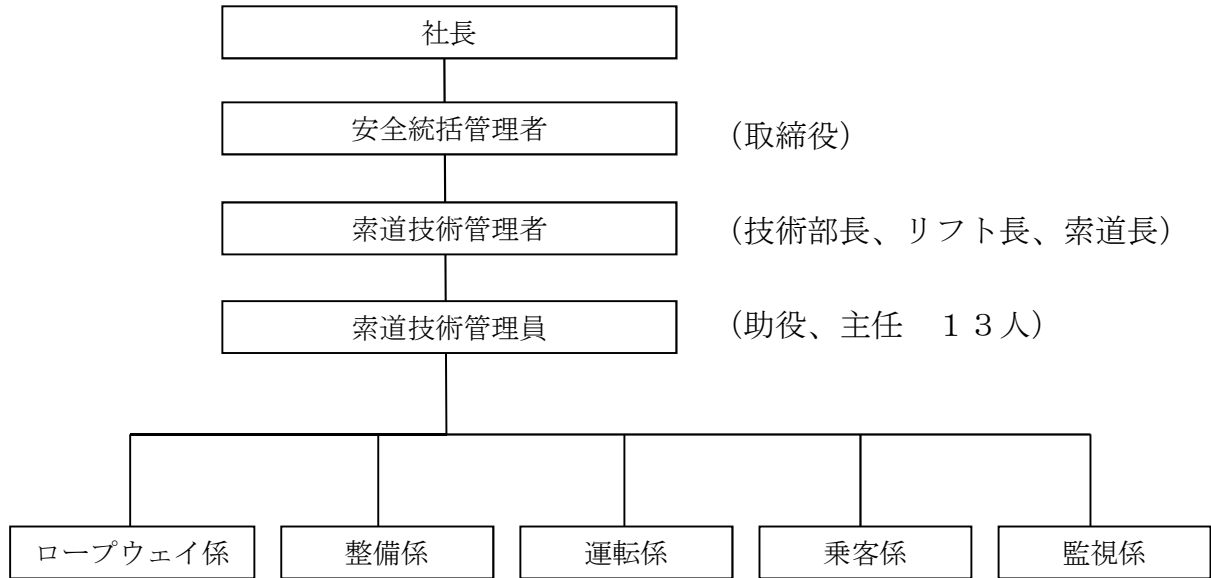 社長
安全統括管理者 (取締役)
索道技術管理者 (技術部長、リフト長、索道長)
索道技術管理員 (助役、主任 １３人)
ロープウェイ係 整備係 運転係 乗客係 監視係